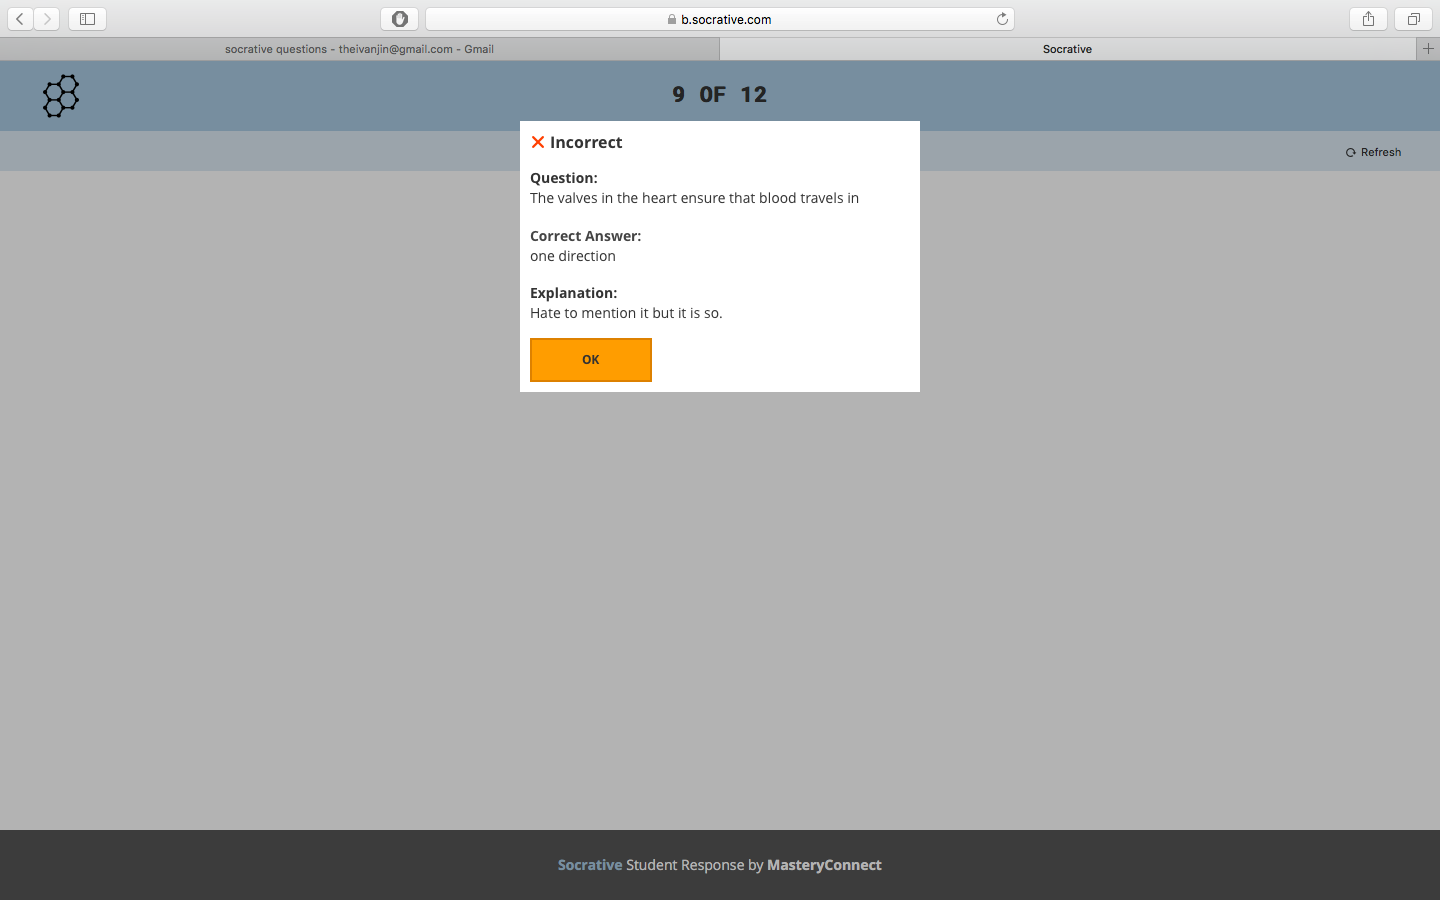 b.socrative.com
socrative questions - theivanjin@gmail.com - Gmail
Socrative
9 OF 12
Refresh
Incorrect
Question:
The valves in the heart ensure that blood travels in
Correct Answer:
one direction
Explanation:
Hate to mention it but it is so.
OK
Socrative Student Response by MasteryConnect